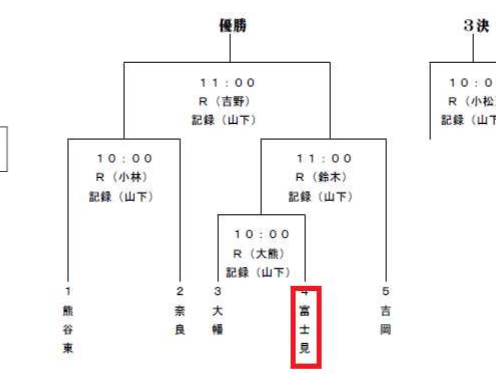 優勝
3決
11：00
R（吉野）
記録（山下）
10：0
R（小松
記録（山下
10：00
R（小林）
記録（山下）
11：00
R（鈴木）
記録（山下）
10：00
R（大熊）
記録（山下）
1 熊谷東
2 奈良
3 大幡
4 富士見
5 吉岡